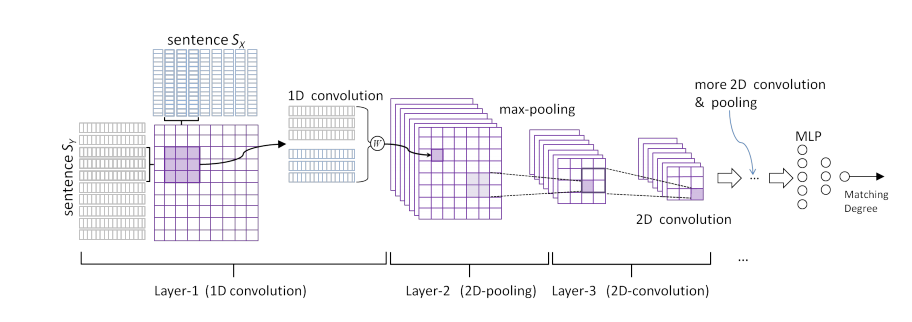 sentence S_X
sentence S_Y
1D convolution
W
max-pooling
more 2D convolution
& pooling
...
MLP
Matching
Degree
2D convolution
...
Layer-1 (1D convolution)
Layer-2 (2D-pooling)
Layer-3 (2D-convolution)